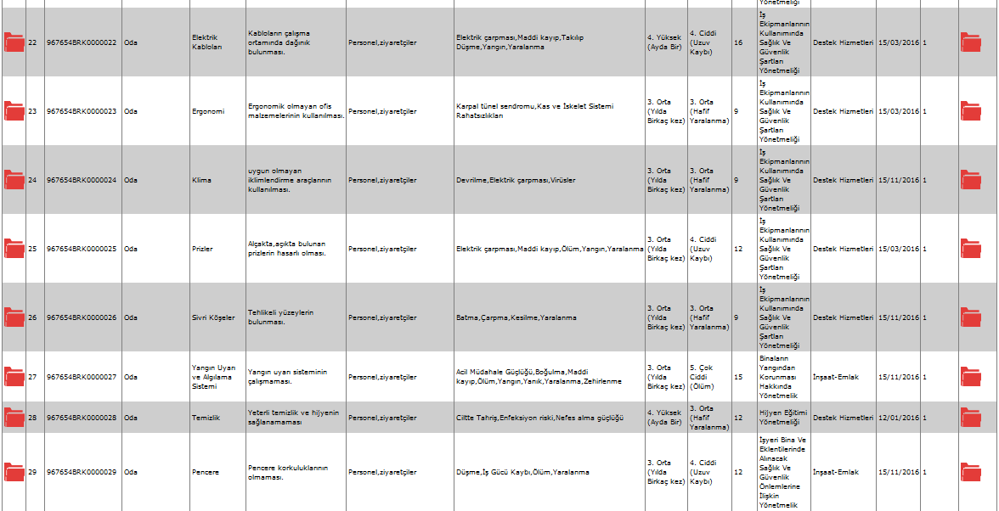 Yönetmeliği
22 967654BRK0000022 Oda Elektrik Kabloları Kabloların çalışma ortamında dağınık bulunması. Personel,ziyaretçiler Elektrik çarpması,Maddi kayıp,Takılıp Düşme,Yangın,Yaralanma 4. Yüksek (Ayda Bir) 4. Ciddi (Uzuv Kaybı) 16 İş Ekipmanlarının Kullanımında Sağlık Ve Güvenlik Şartları Yönetmeliği Destek Hizmetleri 15/03/2016 1
23 967654BRK0000023 Oda Ergonomi Ergonomik olmayan ofis malzemelerinin kullanılması. Personel,ziyaretçiler Karpal tünel sendromu,Kas ve İskelet Sistemi Rahatsızlıkları 3. Orta (Yılda Birkaç kez) 3. Orta (Hafif Yaralanma) 9 İş Ekipmanlarının Kullanımında Sağlık Ve Güvenlik Şartları Yönetmeliği Destek Hizmetleri 15/03/2016 1
24 967654BRK0000024 Oda Klima uygun olmayan iklimlendirme araçlarının kullanılması. Personel,ziyaretçiler Devrilme,Elektrik çarpması,Virüsler 3. Orta (Yılda Birkaç kez) 3. Orta (Hafif Yaralanma) 9 İş Ekipmanlarının Kullanımında Sağlık Ve Güvenlik Şartları Yönetmeliği Destek Hizmetleri 15/11/2016 1
25 967654BRK0000025 Oda Prizler Alçakta,açıkta bulunan prizlerin hasarlı olması. Personel,ziyaretçiler Elektrik çarpması,Maddi kayıp,Ölüm,Yangın,Yaralanma 3. Orta (Yılda Birkaç kez) 4. Ciddi (Uzuv Kaybı) 12 İş Ekipmanlarının Kullanımında Sağlık Ve Güvenlik Şartları Yönetmeliği Destek Hizmetleri 15/03/2016 1
26 967654BRK0000026 Oda Sivri Köşeler Tehlikeli yüzeylerin bulunması. Personel,ziyaretçiler Batma,Çarpma,Kesilme,Yaralanma 3. Orta (Yılda Birkaç kez) 3. Orta (Hafif Yaralanma) 9 İş Ekipmanlarının Kullanımında Sağlık Ve Güvenlik Şartları Yönetmeliği Destek Hizmetleri 15/11/2016 1
27 967654BRK0000027 Oda Yangın Uyarı ve Algılama Sistemi Yangın uyarı sisteminin çalışmaması. Personel,ziyaretçiler Acil Müdahale Güçlüğü,Boğulma,Maddi kayıp,Ölüm,Yangın,Yanık,Yaralanma,Zehirlenme 3. Orta (Yılda Birkaç kez) 5. Çok Ciddi (Ölüm) 15 Binaların Yangından Korunması Hakkında Yönetmelik İnşaat-Emlak 15/11/2016 1
28 967654BRK0000028 Oda Temizlik Yeterli temizlik ve hijyenin sağlanamaması Personel,ziyaretçiler Ciltte Tahriş,Enfeksiyon riski,Nefes alma güçlüğü 4. Yüksek (Ayda Bir) 3. Orta (Hafif Yaralanma) 12 Hijyen Eğitimi Yönetmeliği Destek Hizmetleri 12/01/2016 1
29 967654BRK0000029 Oda Pencere Pencere korkuluklarının olmaması. Personel,ziyaretçiler Düşme,İş Gücü Kaybı,Ölüm,Yaralanma 3. Orta (Yılda Birkaç kez) 4. Ciddi (Uzuv Kaybı) 12 İşyeri Bina Ve Eklentilerinde Alınacak Sağlık Ve Güvenlik Önlemlerine İlişkin Yönetmelik İnşaat-Emlak 15/11/2016 1